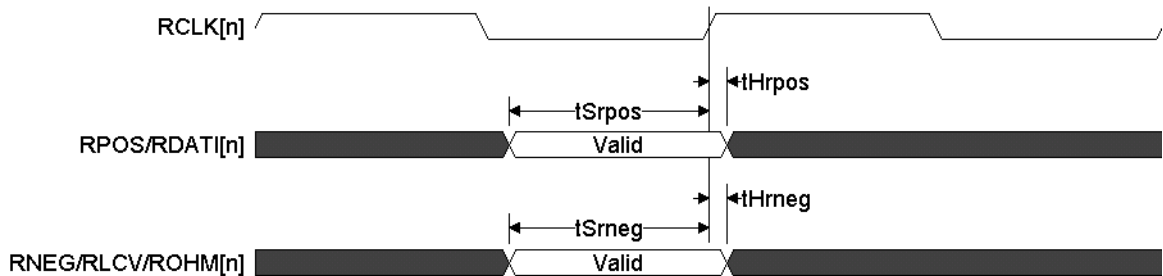 RCLK[n]
tHrpos
tSrpos
RPOS/RDATI[n]
Valid
tHrneg
tSrneg
RNEG/RLCV/ROHM[n]
Valid